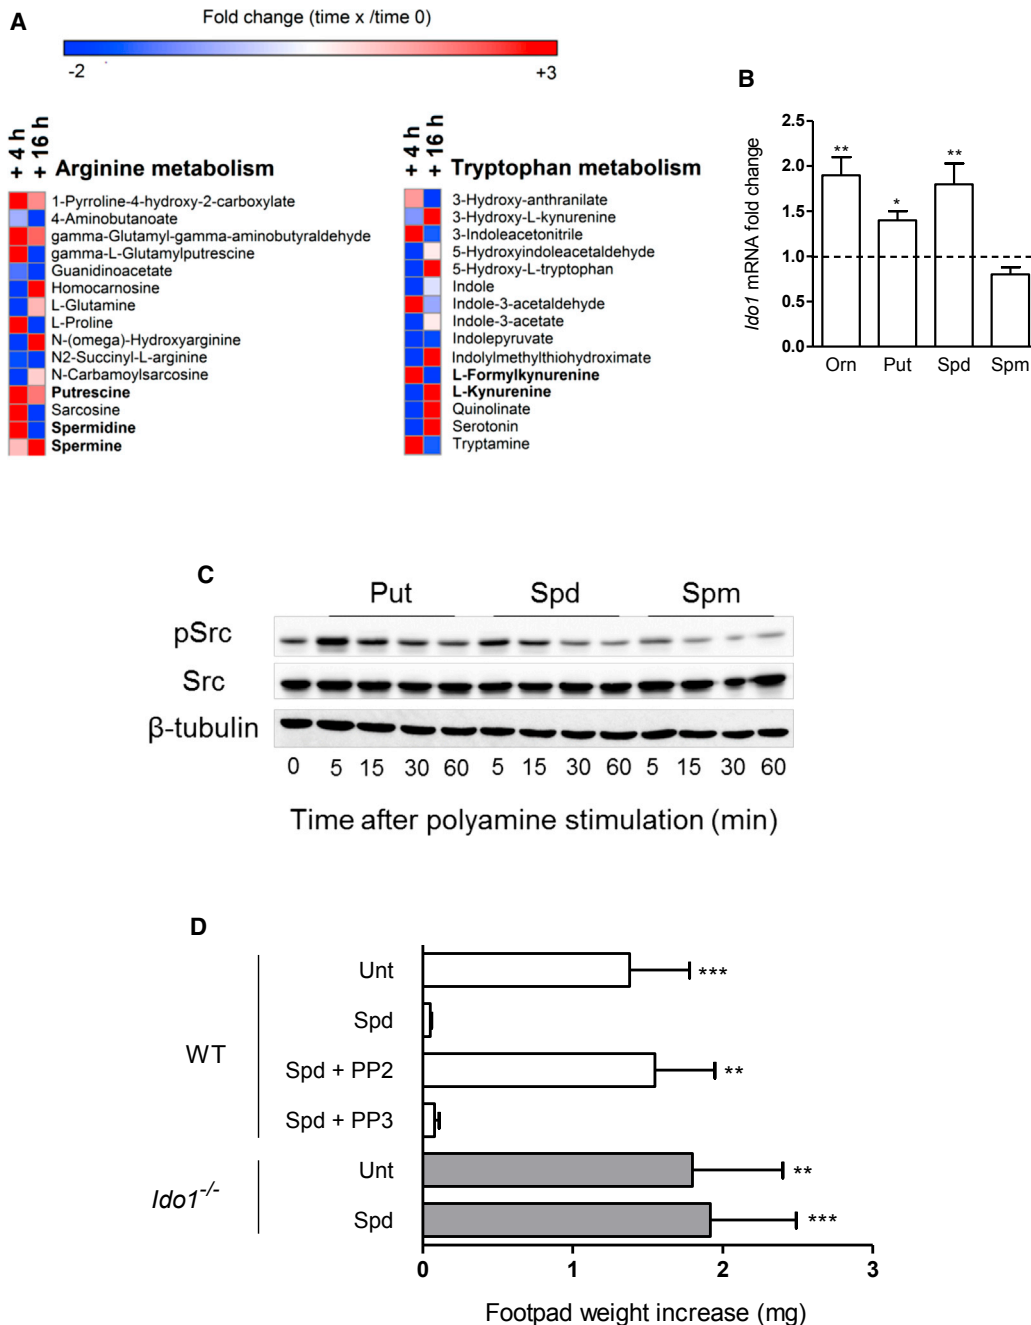 A
Fold change (time x /time 0)
-2
+3
+ 4 h
+ 16 h
Arginine metabolism
1-Pyrroline-4-hydroxy-2-carboxylate
4-Aminobutanoate
gamma-Glutamyl-gamma-aminobutyraldehyde
gamma-L-Glutamylputrescine
Guanidinoacetate
Homocarnosine
L-Glutamine
L-Proline
N-(omega)-Hydroxyarginine
N2-Succinyl-L-arginine
N-Carbamoylsarcosine
Putrescine
Sarcosine
Spermidine
Spermine
+ 4 h
+ 16 h
Tryptophan metabolism
3-Hydroxy-anthranilate
3-Hydroxy-L-kynurenine
3-Indoleacetonitrile
5-Hydroxyindoleacetaldehyde
5-Hydroxy-L-tryptophan
Indole
Indole-3-acetaldehyde
Indole-3-acetate
Indolepyruvate
Indolylmethylthiohydroximate
L-Formylkynurenine
L-Kynurenine
Quinolinate
Serotonin
Tryptamine
B
Ido1 mRNA fold change
2.5
2.0
1.5
1.0
0.5
0.0
**
*
**
Orn Put Spd Spm
C
Put Spd Spm
pSrc
Src
β-tubulin
0 5 15 30 60 5 15 30 60 5 15 30 60
Time after polyamine stimulation (min)
D
WT
Unt ***
Spd
Spd + PP2 **
Spd + PP3
Ido1-/-
Unt **
Spd ***
0 1 2 3
Footpad weight increase (mg)